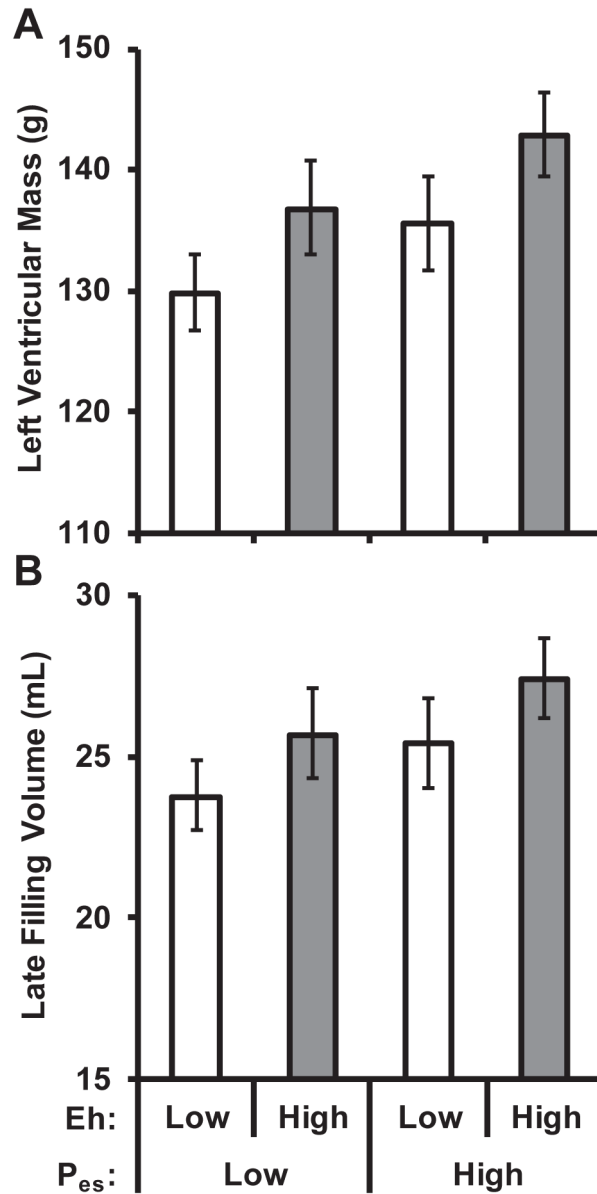 A
Left Ventricular Mass (g)
150
140
130
120
110
B
Late Filling Volume (mL)
30
25
20
15
Eh: Low High Low High
Pes: Low High